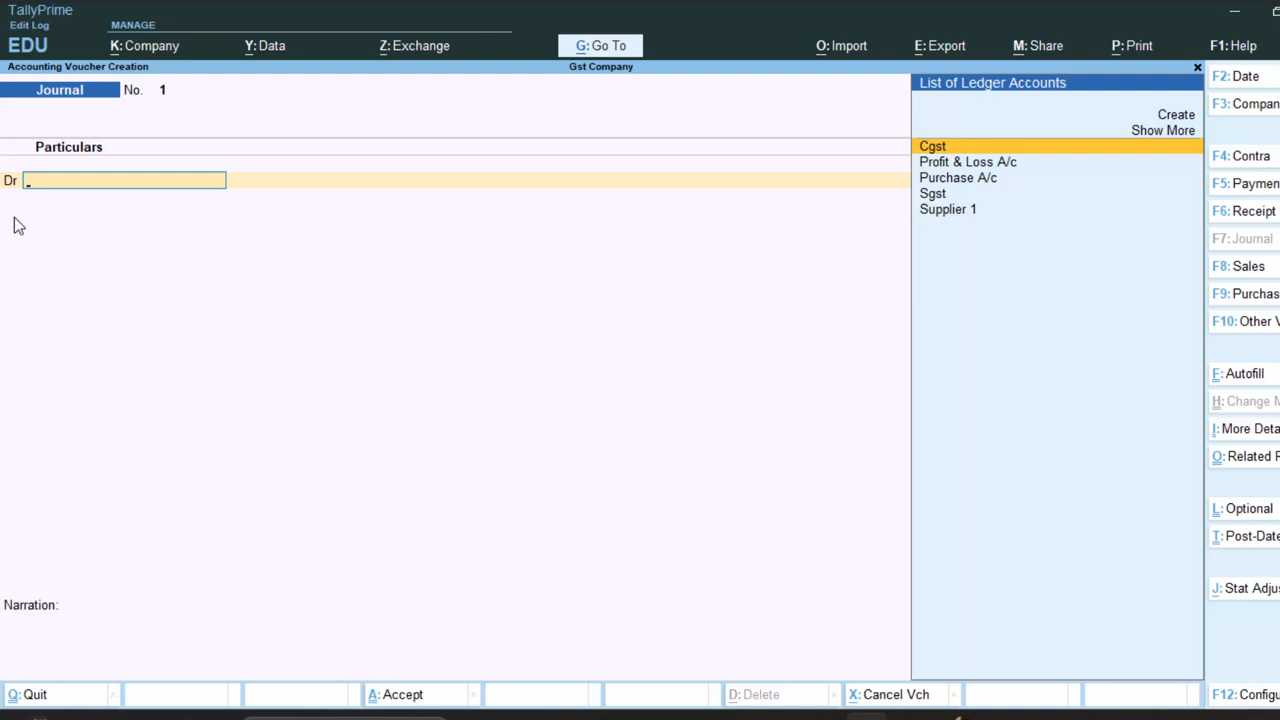 TallyPrime
Edit Log
EDU
MANAGE
K: Company
Y: Data
Z: Exchange
G: Go To
O: Import
E: Export
M: Share
P: Print
F1: Help
Accounting Voucher Creation
Gst Company
Journal No. 1
Particulars
Dr
Narration:
List of Ledger Accounts
Create
Show More
Cgst
Profit & Loss A/c
Purchase A/c
Sgst
Supplier 1
F2: Date
F3: Compan
F4: Contra
F5: Paymen
F6: Receipt
F7: Journal
F8: Sales
F9: Purchas
F10: Other V
F: Autofill
H: Change M
I: More Deta
O: Related R
L: Optional
T: Post-Date
J: Stat Adjus
F12: Configu
Q: Quit
A: Accept
D: Delete
X: Cancel Vch